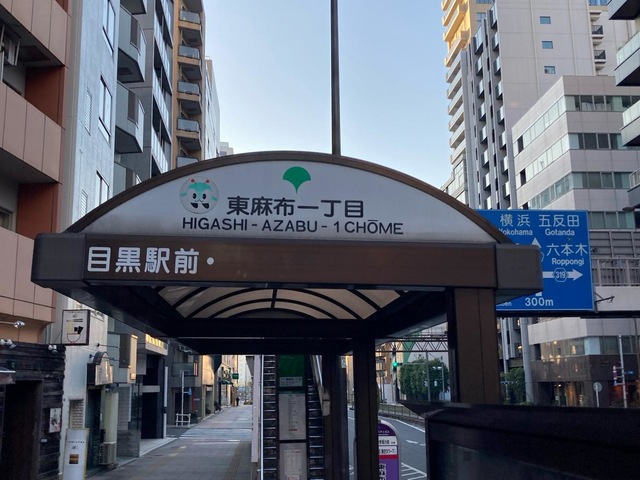 東麻布一丁目
HIGASHI-AZABU-1 CHŌME
目黒駅前・
横浜 五反田
Yokohama Gotanda
六本木
Roppongi
319
300m